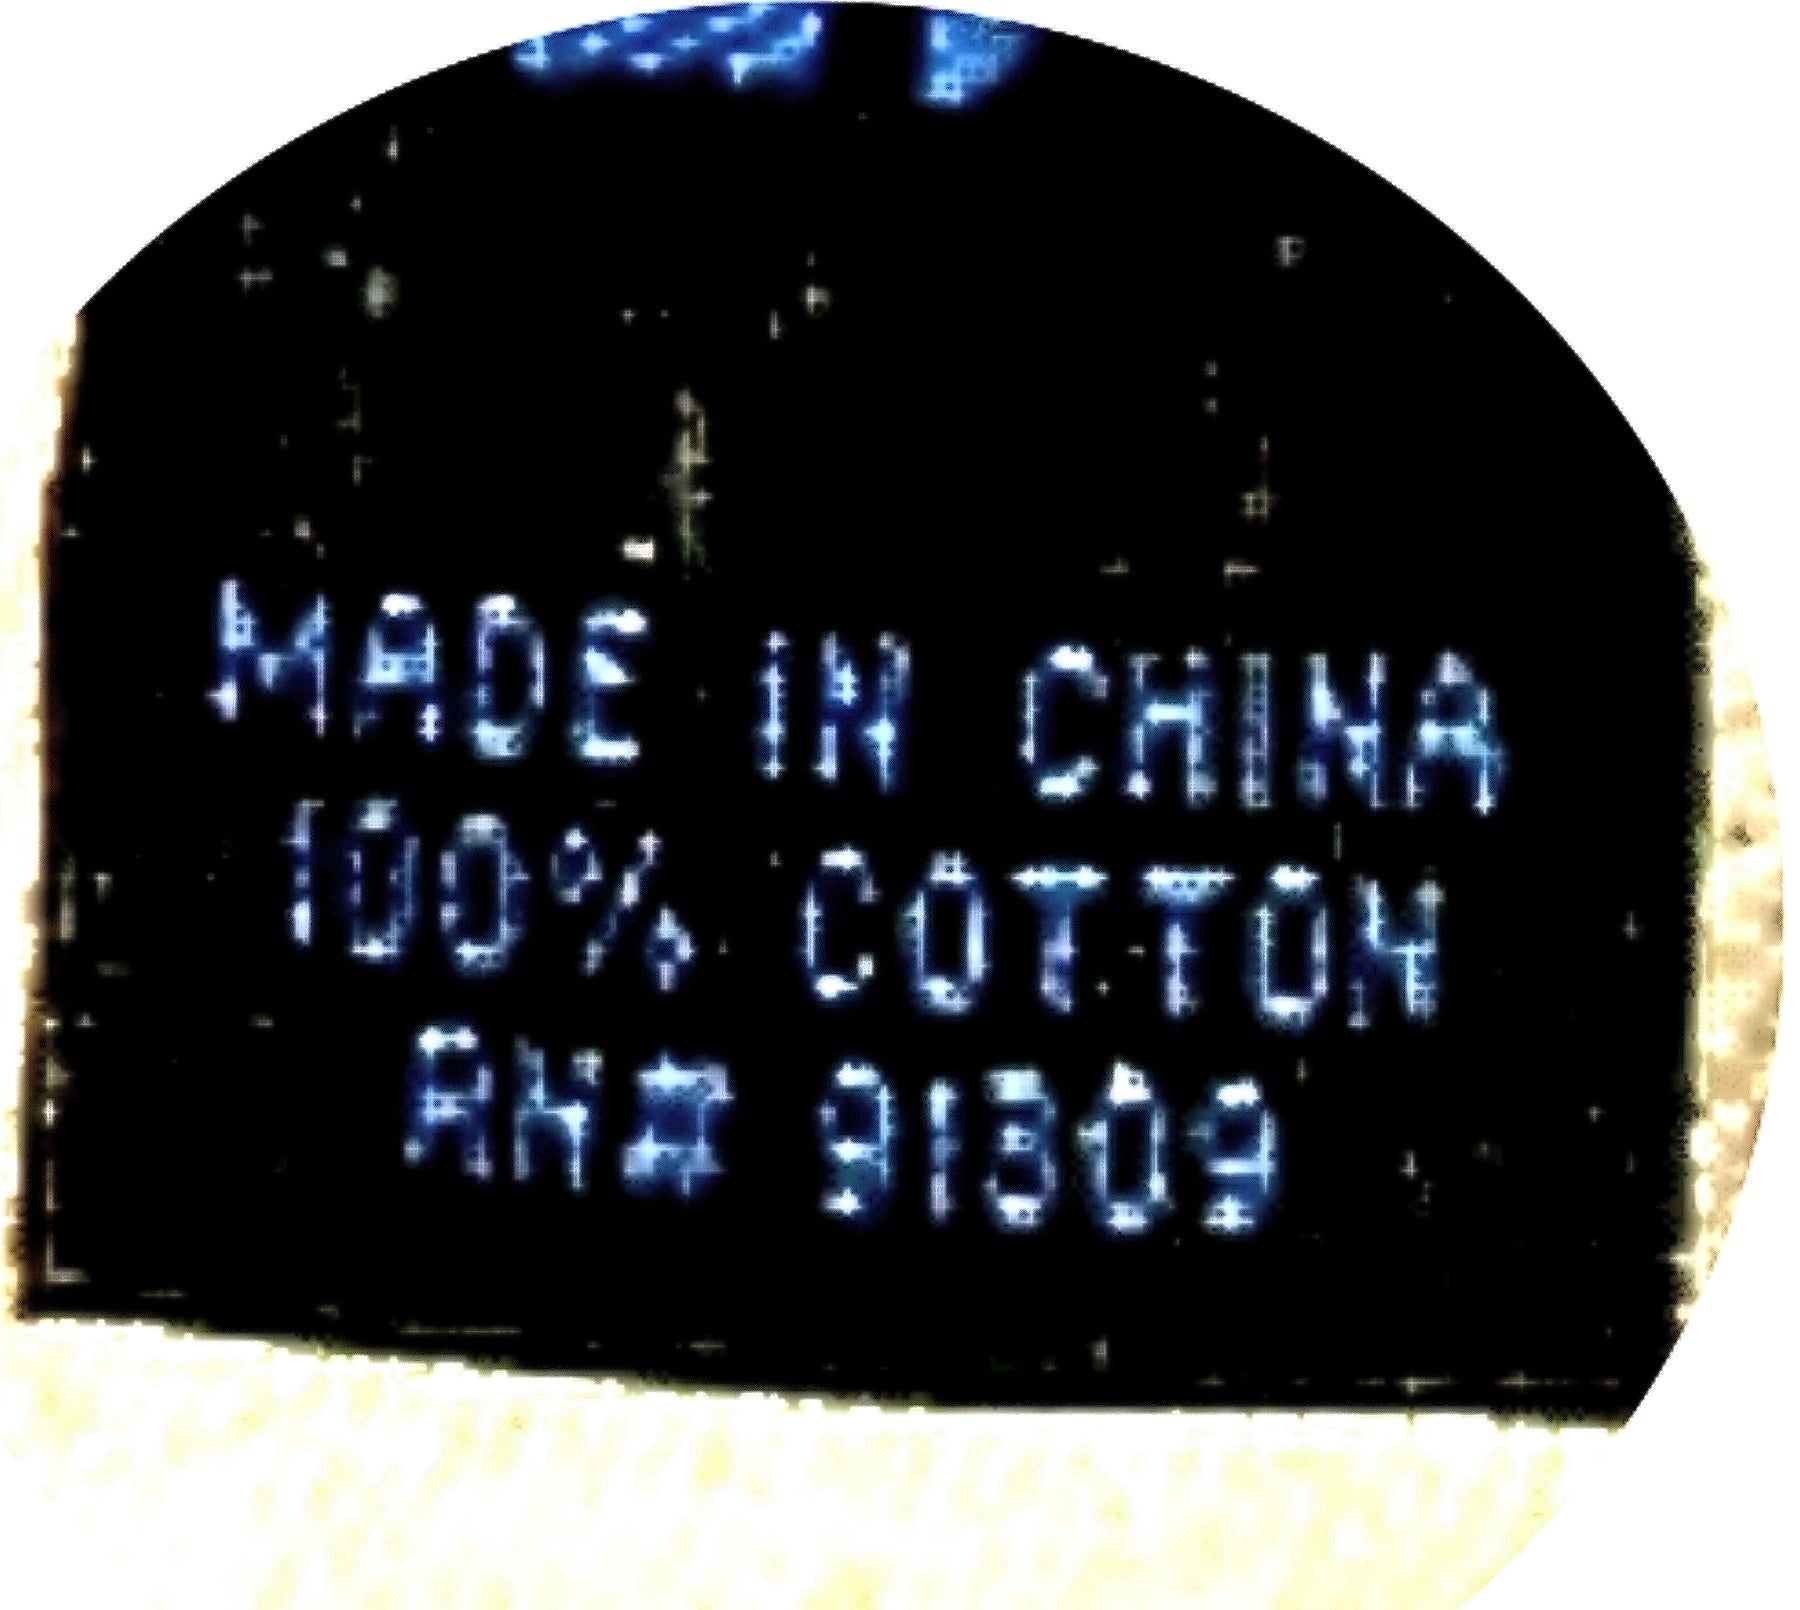 MADE IN CHINA
100% COTTON
RN# 91309